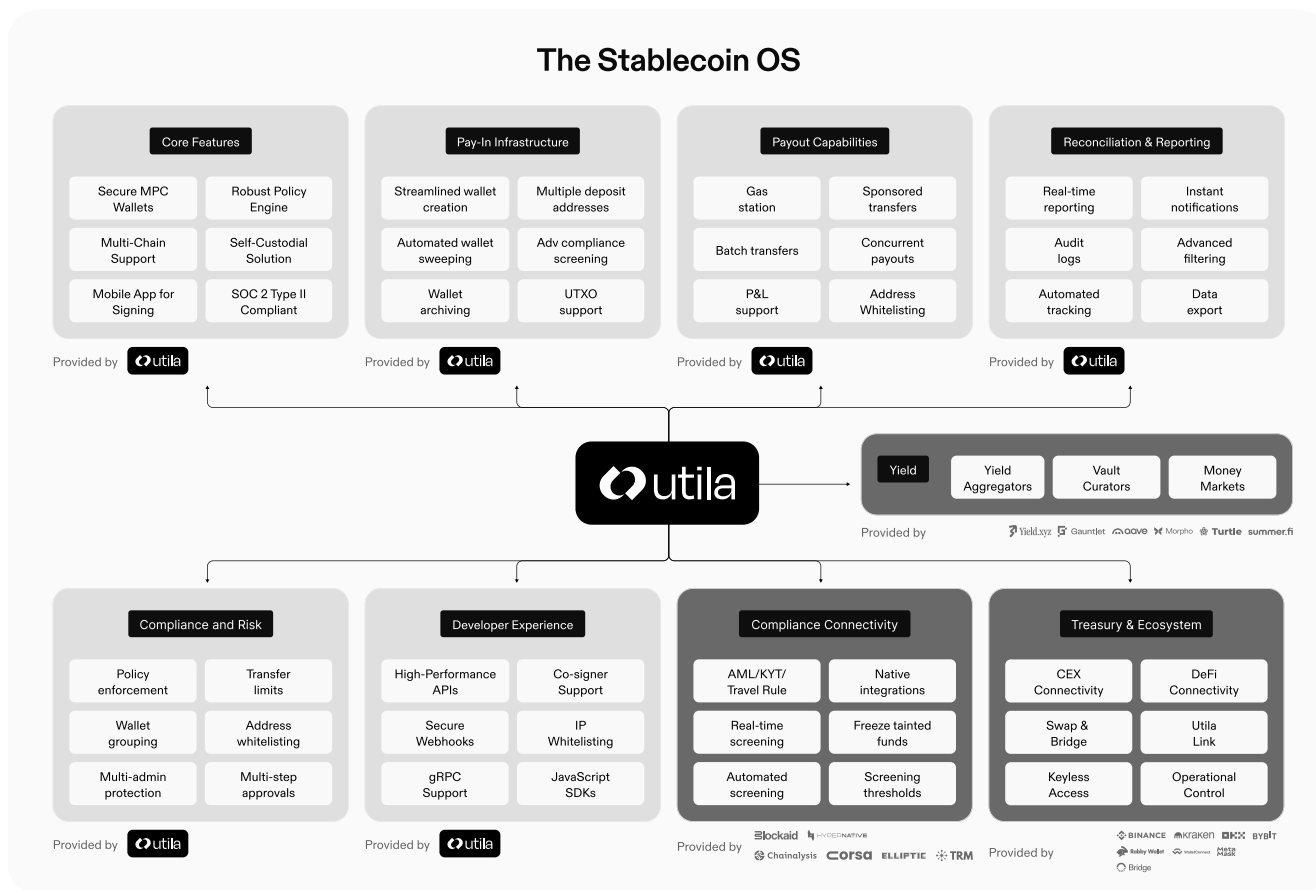 The Stablecoin OS
Core Features
Secure MPC
Wallets
Robust Policy
Engine
Multi-Chain
Support
Self-Custodial
Solution
Mobile App for
Signing
SOC 2 Type II
Compliant
Provided by
utila
Pay-In Infrastructure
Streamlined wallet
creation
Multiple deposit
addresses
Automated wallet
sweeping
Adv compliance
screening
Wallet
archiving
UTXO
support
Provided by
utila
Payout Capabilities
Gas
station
Sponsored
transfers
Batch transfers
Concurrent
payouts
P&L
support
Address
Whitelisting
Provided by
utila
Reconciliation & Reporting
Real-time
reporting
Instant
notifications
Audit
logs
Advanced
filtering
Automated
tracking
Data
export
Provided by
utila
utila
Yield
Yield
Aggregators
Vault
Curators
Money
Markets
Provided by
Yield.xyz
Gauntlet
aave
Morpho
Turtle
summer.fi
Compliance and Risk
Policy
enforcement
Transfer
limits
Wallet
grouping
Address
whitelisting
Multi-admin
protection
Multi-step
approvals
Provided by
utila
Developer Experience
High-Performance
APIs
Co-signer
Support
Secure
Webhooks
IP
Whitelisting
gRPC
Support
JavaScript
SDKs
Provided by
utila
Compliance Connectivity
AML/KYT/
Travel Rule
Native
integrations
Real-time
screening
Freeze tainted
funds
Automated
screening
Screening
thresholds
Provided by
Blockaid
HYPERNATIVE
Chainalysis
Corsa
ELLIPTIC
TRM
Treasury & Ecosystem
CEX
Connectivity
DeFi
Connectivity
Swap &
Bridge
Utila
Link
Keyless
Access
Operational
Control
Provided by
BINANCE
mkraken
OKX
BYBIT
Rabby Wallet
WalletConnect
Meta
Mask
Bridge